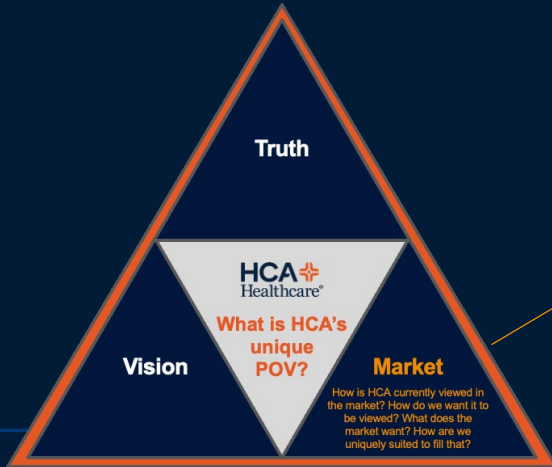 Truth
HCA
Healthcare®
What is HCA's
unique
POV?
Vision
Market
How is HCA currently viewed in
the market? How do we want it to
be viewed? What does the
market want? How are we
uniquely suited to fill that?